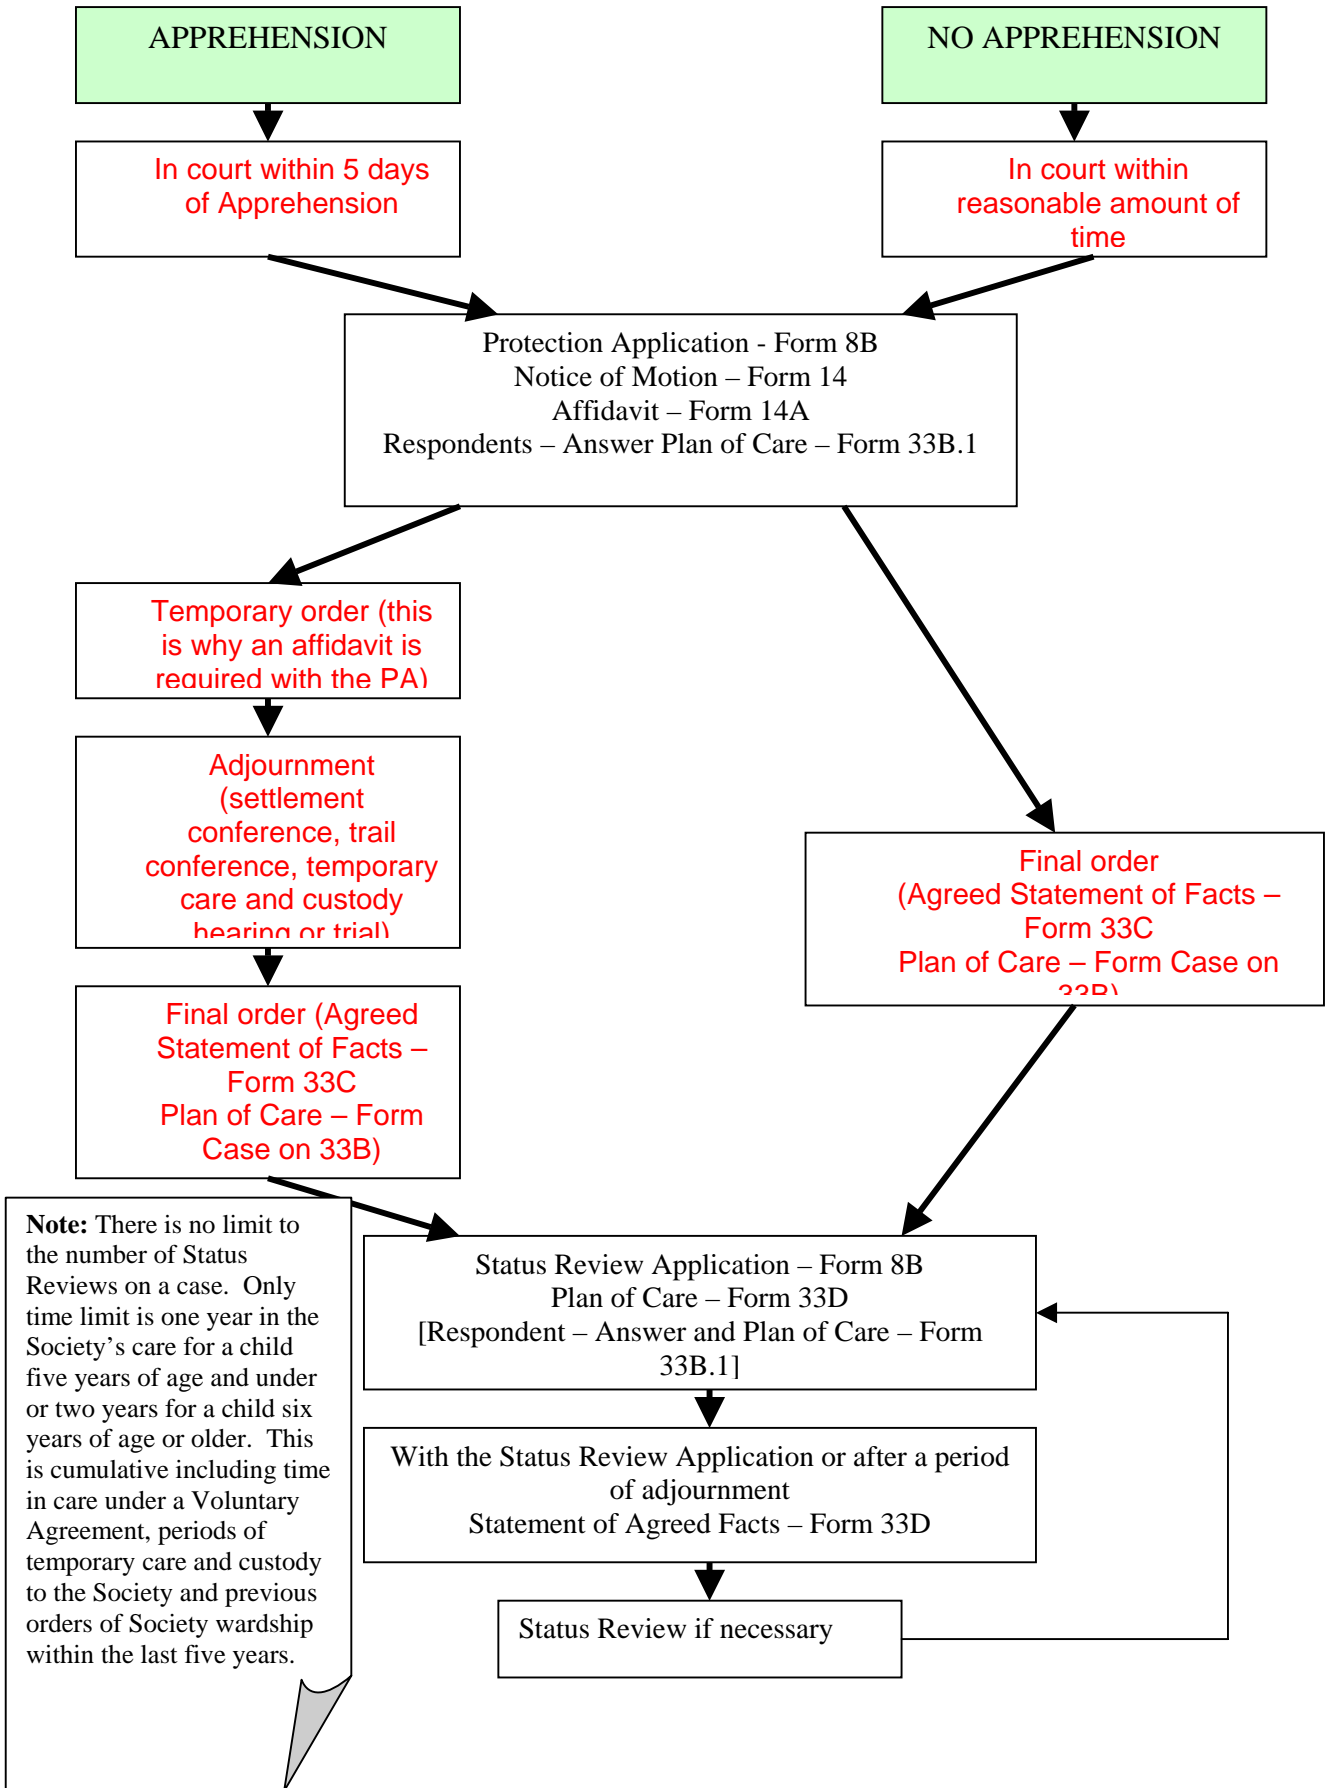 APPREHENSION
NO APPREHENSION
In court within 5 days
of Apprehension
In court within
reasonable amount of
time
Protection Application - Form 8B
Notice of Motion – Form 14
Affidavit – Form 14A
Respondents – Answer Plan of Care – Form 33B.1
Temporary order (this
is why an affidavit is
required with the PA)
Adjournment
(settlement
conference, trail
conference, temporary
care and custody
hearing or trial)
Final order
(Agreed Statement of Facts –
Form 33C
Plan of Care – Form Case on
33B)
Final order (Agreed
Statement of Facts –
Form 33C
Plan of Care – Form
Case on 33B)
Note: There is no limit to
the number of Status
Reviews on a case. Only
time limit is one year in the
Society’s care for a child
five years of age and under
or two years for a child six
years of age or older. This
is cumulative including time
in care under a Voluntary
Agreement, periods of
temporary care and custody
to the Society and previous
orders of Society wardship
within the last five years.
Status Review Application – Form 8B
Plan of Care – Form 33D
[Respondent – Answer and Plan of Care – Form
33B.1]
With the Status Review Application or after a period
of adjournment
Statement of Agreed Facts – Form 33D
Status Review if necessary